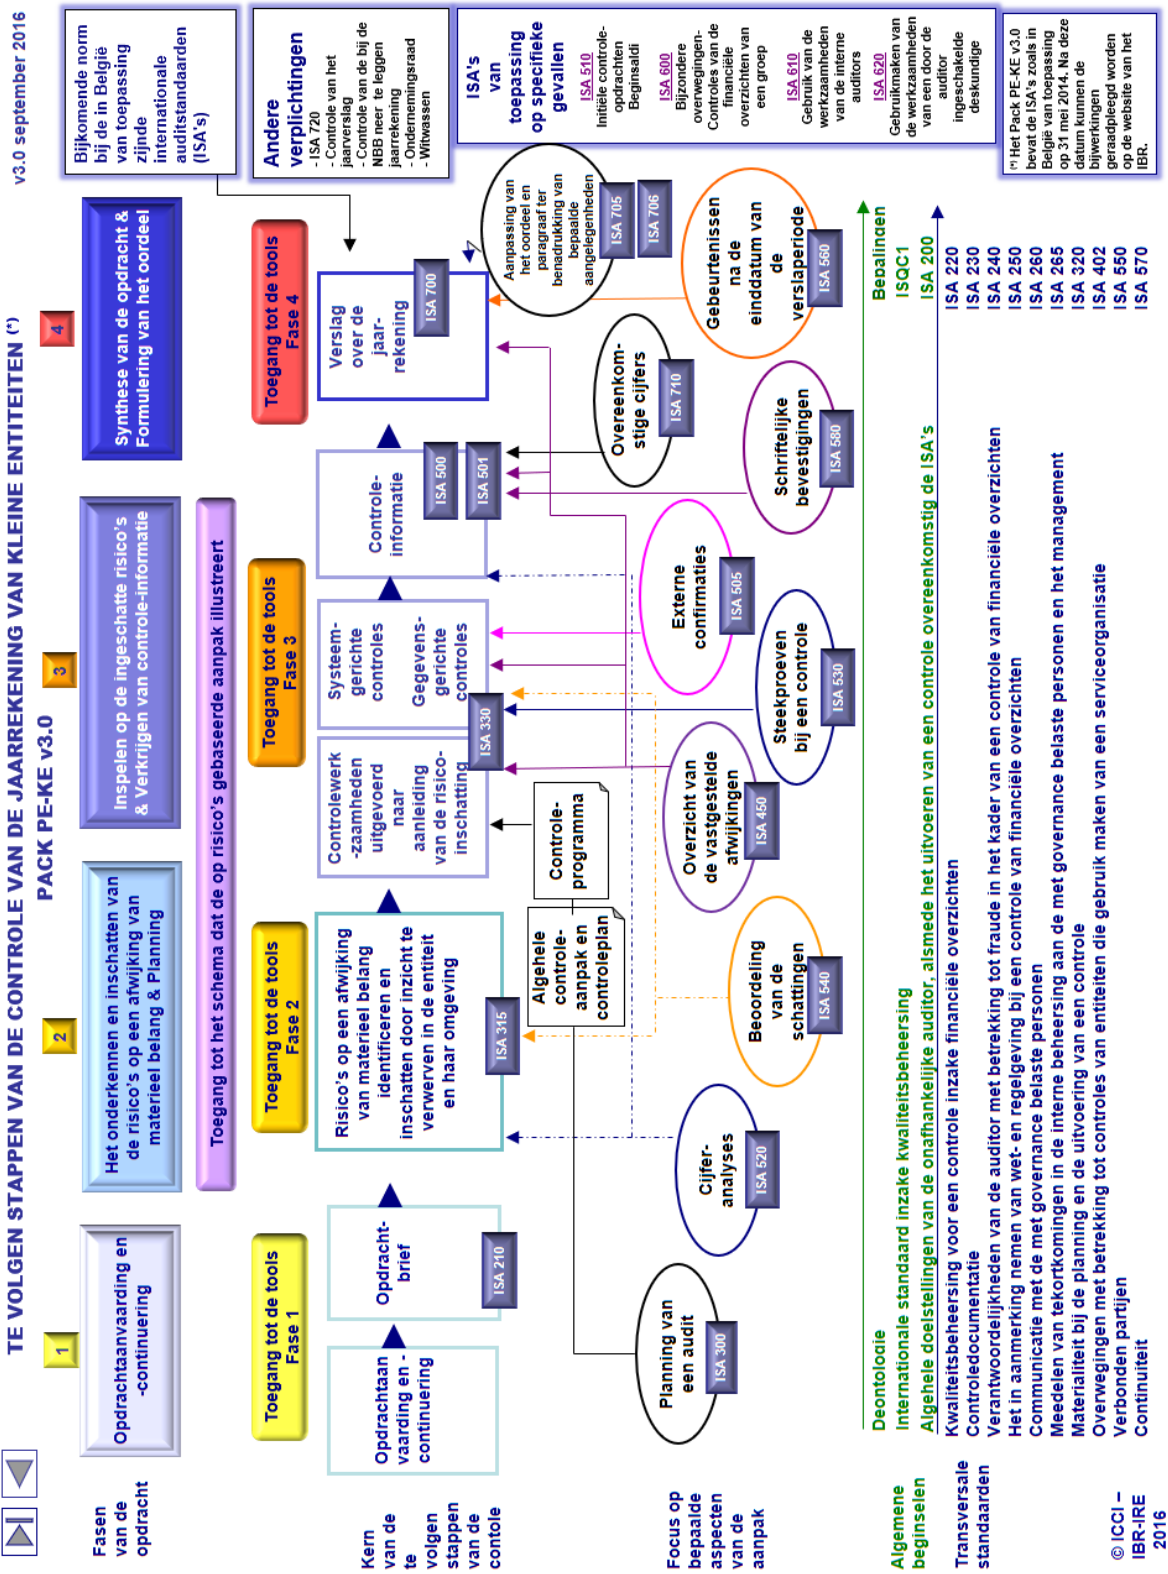 TE VOLGEN STAPPEN VAN DE CONTROLE VAN DE JAARREKENING VAN KLEINE ENTITEITEN (*)
PACK PE-KE v3.0
v3.0 september 2016
Fasen
van de
opdracht
1
Opdrachtaanvaarding en
-continuering
2
Het onderkennen en inschatten van
de risico's op een afwijking van
materieel belang & Planning
3
Inspelen op de ingeschatte risico's
& Verkrijgen van controle-informatie
4
Synthese van de opdracht &
Formulering van het oordeel
Bijkomende norm
bij de in België
van toepassing
zijnde
internationale
auditstandaarden
(ISA's)
Toegang tot het schema dat de op risico's gebaseerde aanpak illustreert
Toegang tot de tools
Fase 1
Toegang tot de tools
Fase 2
Toegang tot de tools
Fase 3
Toegang tot de tools
Fase 4
Andere
verplichtingen
- ISA 720
- Controle van het
jaarverslag
- Controle van de bij de
NBB neer te leggen
jaarrekening
- Ondernemingsraad
- Witwassen
Kern
van de
te
volgen
stappen
van de
contole
Opdrachtaan
vaarding en -
continuering
Opdracht-
brief
ISA 210
Risico's op een afwijking
van materieel belang
identificeren en
inschatten door inzicht te
verwerven in de entiteit
en haar omgeving
ISA 315
Controlewerk
-zaamheden
uitgevoerd
naar
aanleiding
van de risico-
inschatting
Systeem-
gerichte
controles
Gegevens-
gerichte
controles
ISA 330
Controle-
informatie
ISA 500
ISA 501
Verslag
over de
jaar-
rekening
ISA 700
ISA's
van
toepassing
op specifieke
gevallen
ISA 510
Initiële controle-
opdrachten
Beginsaldi
ISA 600
Bijzondere
overwegingen-
Controles van de
financiële
overzichten van
een groep
ISA 610
Gebruik van de
werkzaamheden
van de interne
auditors
ISA 620
Gebruikmaken van
de werkzaamheden
van een door de
auditor
ingeschakelde
deskundige
(*) Het Pack PE-KE v3.0
bevat de ISA's zoals in
België van toepassing
op 31 mei 2014. Na deze
datum kunnen de
bijwerkingen
geraadpleegd worden
op de website van het
IBR.
Algehele
controle-
aanpak en
controleplan
Controle-
programma
Aanpassing van
het oordeel en
paragraaf ter
benadrukking van
bepaalde
aangelegenheden
ISA 705
ISA 706
Focus op
bepaalde
aspecten
van de
aanpak
Planning van
een audit
ISA 300
Cijfer-
analyses
ISA 520
Beoordeling
van de
schattingen
ISA 540
Overzicht van
de vastgestelde
afwijkingen
ISA 450
Steekproeven
bij een controle
ISA 530
Externe
confirmaties
ISA 505
Schriftelijke
bevestigingen
ISA 580
Overeenkom-
stige cijfers
ISA 710
Gebeurtenissen
na de
einddatum van
de
verslaperiode
ISA 560
Algemene
beginselen
Deontologie Bepalingen
Internationale standaard inzake kwaliteitsbeheersing ISQC1
Algehele doelstellingen van de onafhankelijke auditor, alsmede het uitvoeren van een controle overeenkomstig de ISA's ISA 200
Transversale
standaarden
Kwaliteitsbeheersing voor een controle inzake financiële overzichten ISA 220
Controledocumentatie ISA 230
Verantwoordelijkheden van de auditor met betrekking tot fraude in het kader van een controle van financiële overzichten ISA 240
Het in aanmerking nemen van wet- en regelgeving bij een controle van financiële overzichten ISA 250
Communicatie met de met governance belaste personen ISA 260
Meedelen van tekortkomingen in de interne beheersing aan de met governance belaste personen en het management ISA 265
Materialiteit bij de planning en de uitvoering van een controle ISA 320
Overwegingen met betrekking tot controles van entiteiten die gebruik maken van een serviceorganisatie ISA 402
Verbonden partijen ISA 550
Continuiteit ISA 570
© ICCI –
IBR-IRE
2016